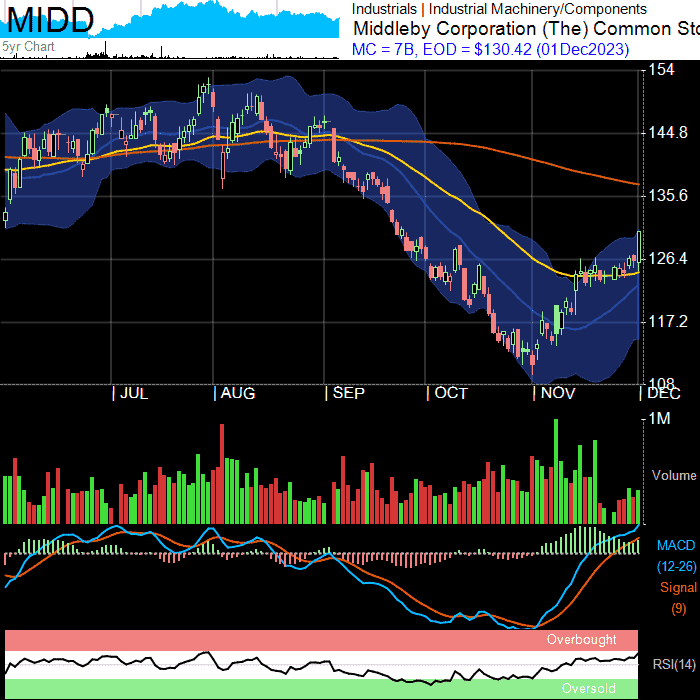 MIDD
5yr Chart
Industrials | Industrial Machinery/Components
Middleby Corporation (The) Common Sto
MC = 7B, EOD = $130.42 (01Dec2023)
154
144.8
135.6
126.4
117.2
108
| JUL | AUG | SEP | OCT | NOV | DEC
1M
Volume
MACD
(12-26)
Signal
(9)
Overbought
RSI(14)
Oversold